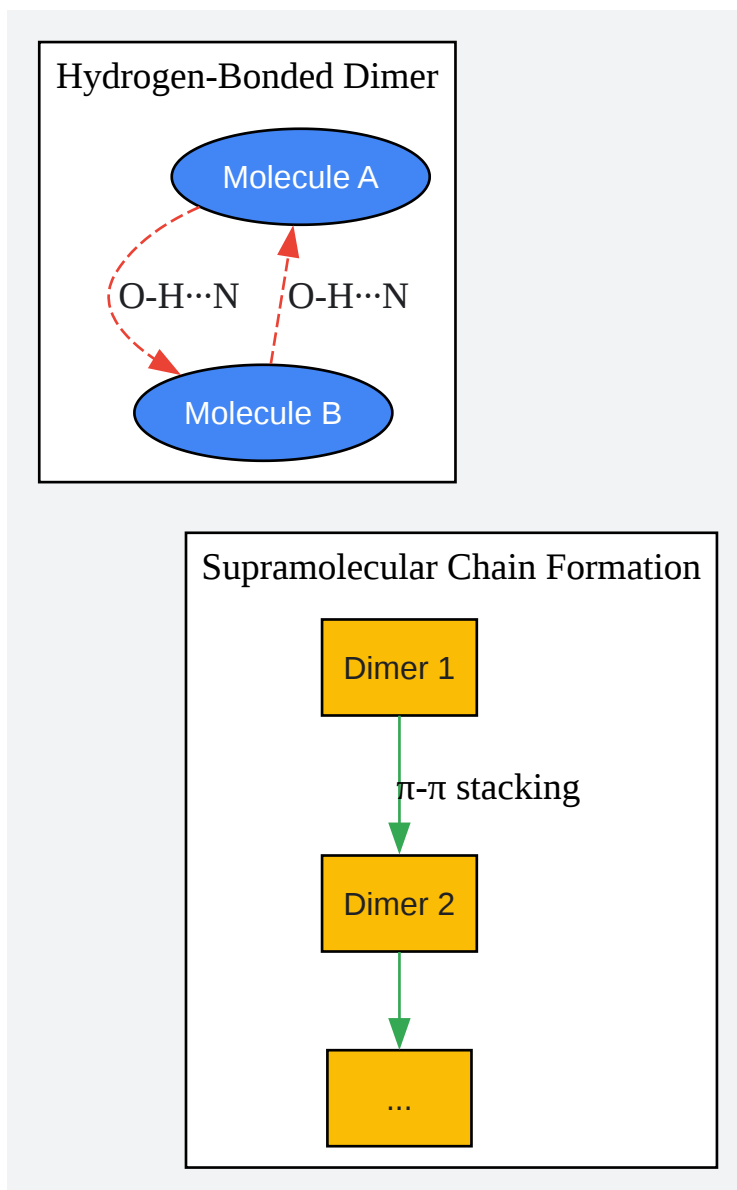 Hydrogen-Bonded Dimer
Molecule A
O-H···N
O-H···N
Molecule B
Supramolecular Chain Formation
Dimer 1
π-π stacking
Dimer 2
...